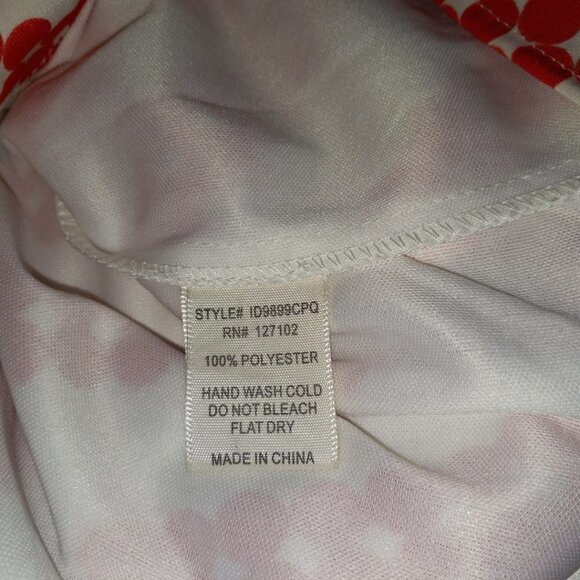 STYLE# ID9899CPQ
RN# 127102
100% POLYESTER
HAND WASH COLD
DO NOT BLEACH
FLAT DRY
MADE IN CHINA